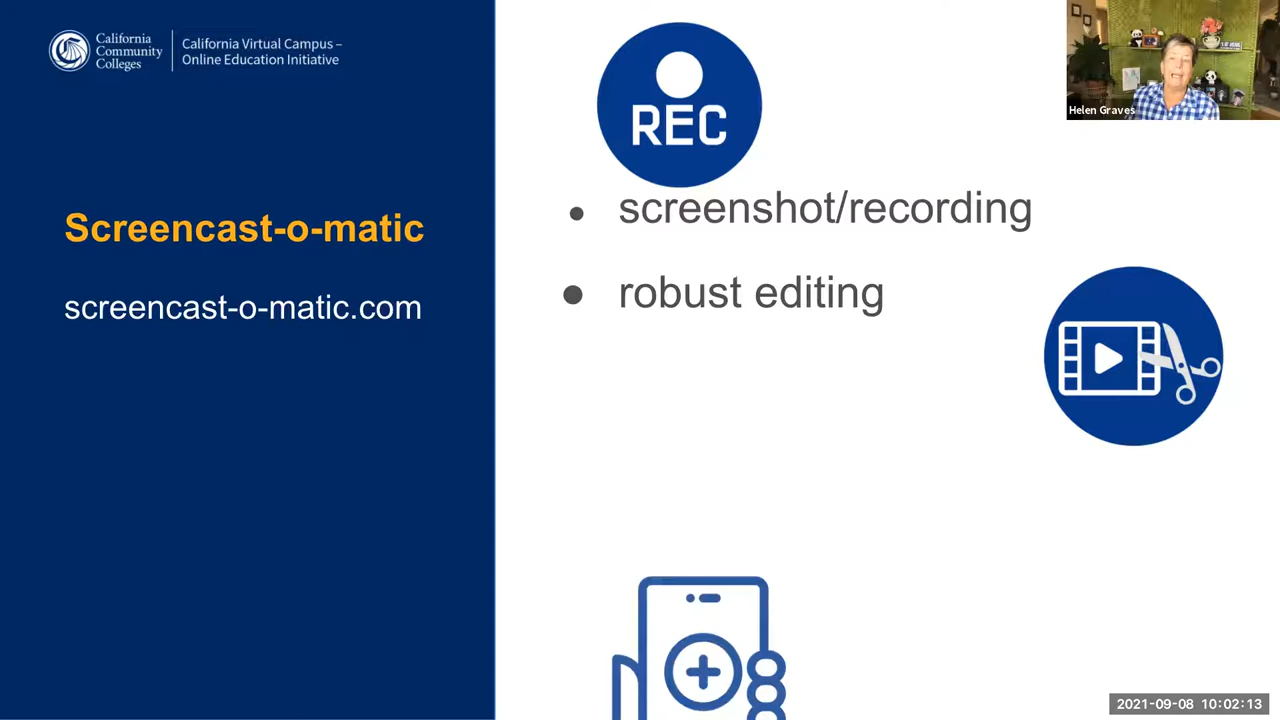 California
Community
Colleges
California Virtual Campus –
Online Education Initiative
Screencast-o-matic
screencast-o-matic.com
REC
● screenshot/recording
● robust editing
Helen Graves
2021-09-08 10:02:13